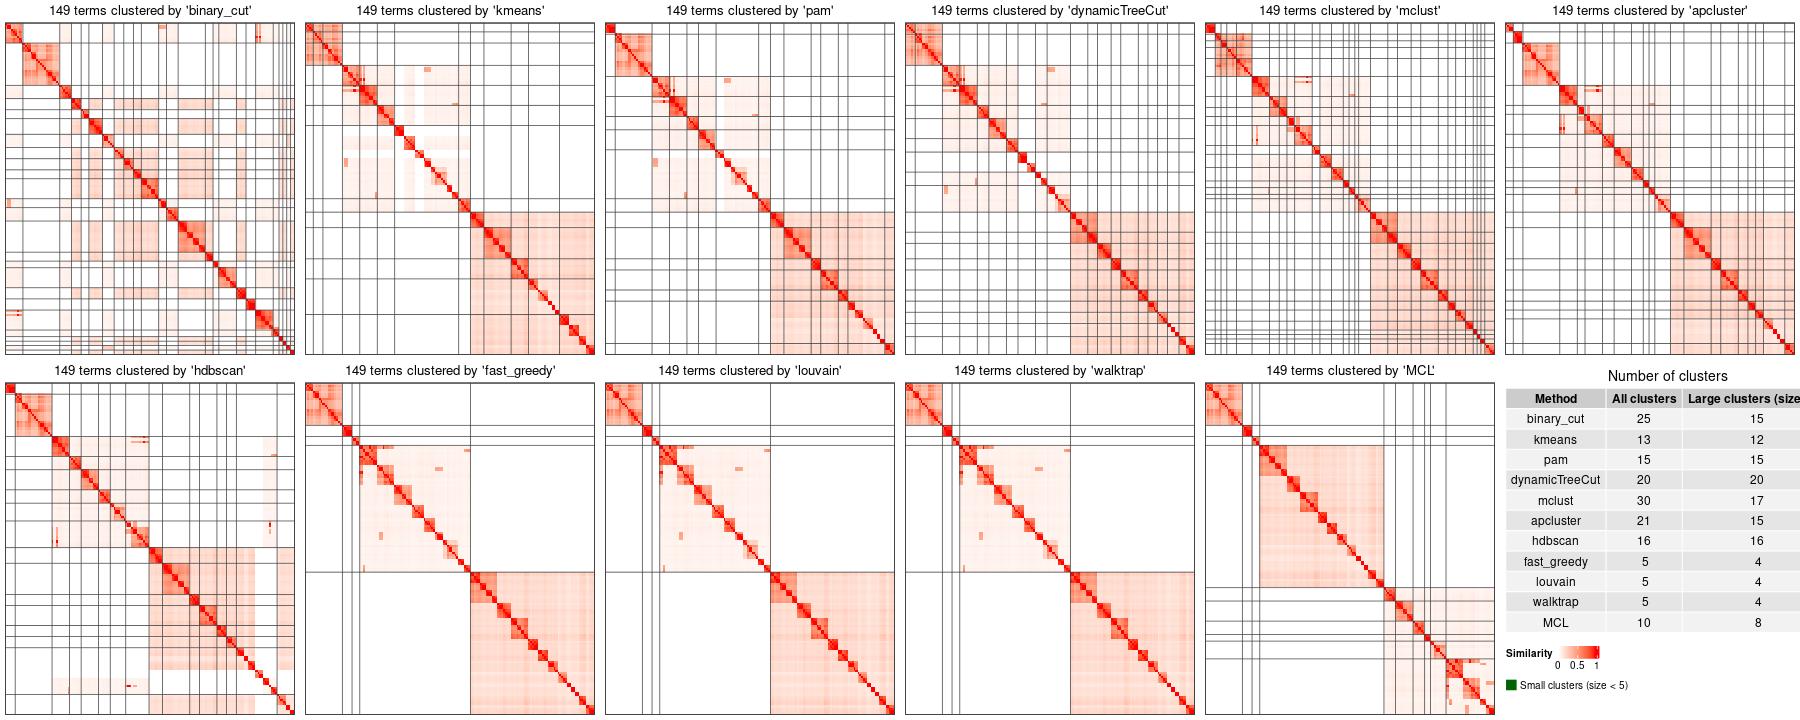 149 terms clustered by 'binary_cut'
149 terms clustered by 'kmeans'
149 terms clustered by 'pam'
149 terms clustered by 'dynamicTreeCut'
149 terms clustered by 'mclust'
149 terms clustered by 'apcluster'
149 terms clustered by 'hdbscan'
149 terms clustered by 'fast_greedy'
149 terms clustered by 'louvain'
149 terms clustered by 'walktrap'
149 terms clustered by 'MCL'
Number of clusters
Method All clusters Large clusters (size
binary_cut 25 15
kmeans 13 12
pam 15 15
dynamicTreeCut 20 20
mclust 30 17
apcluster 21 15
hdbscan 16 16
fast_greedy 5 4
louvain 5 4
walktrap 5 4
MCL 10 8
Similarity
0 0.5 1
Small clusters (size < 5)